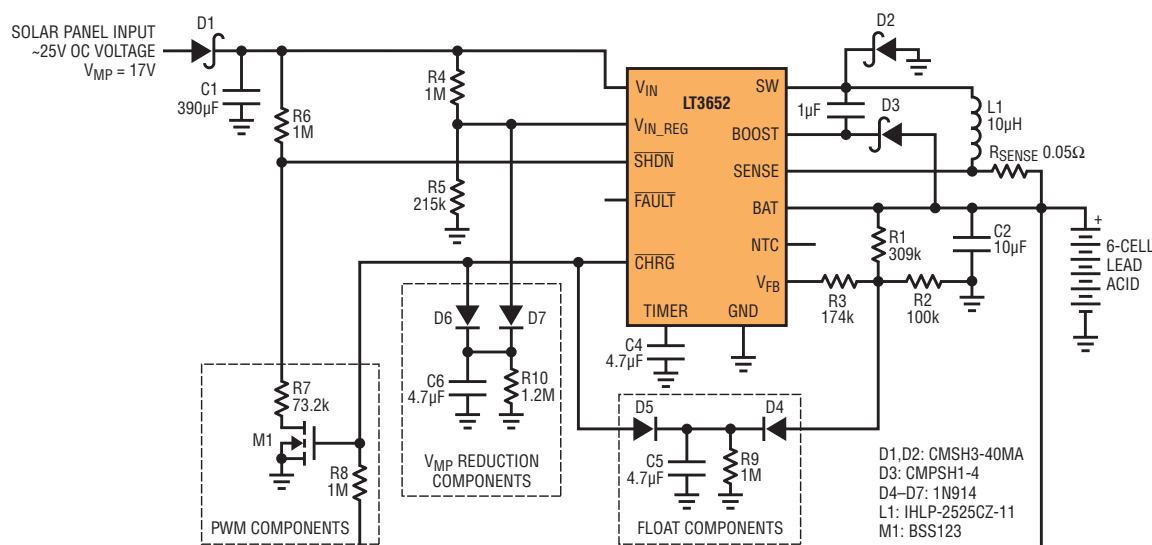 SOLAR PANEL INPUT
~25V OC VOLTAGE
VMP = 17V
D1
C1
390µF
R6
1M
R4
1M
R5
215k
VIN
VIN_REG
SHDN
FAULT
CHRG
TIMER
LT3652
GND
SW
BOOST
SENSE
BAT
NTC
VFB
D2
1µF
D3
L1
10µH
RSENSE 0.05Ω
R1
309k
C2
10µF
R3
174k
R2
100k
+
6-CELL
LEAD
ACID
C4
4.7µF
D6
D7
C6
4.7µF
R10
1.2M
VMP REDUCTION
COMPONENTS
R7
73.2k
M1
R8
1M
PWM COMPONENTS
D5
D4
C5
4.7µF
R9
1M
FLOAT COMPONENTS
D1,D2: CMSH3-40MA
D3: CMPSH1-4
D4–D7: 1N914
L1: IHLP-2525CZ-11
M1: BSS123